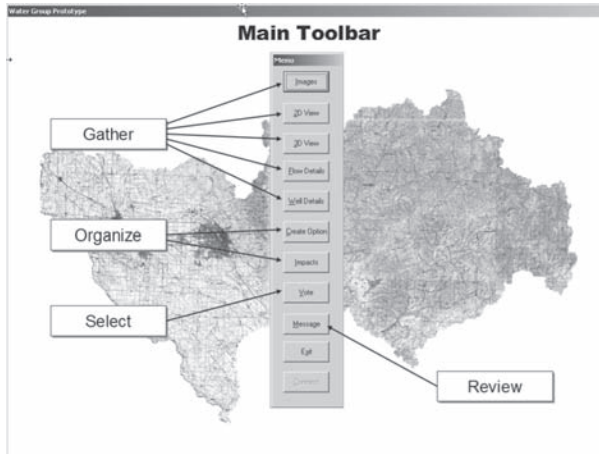 Water Group Prototype
Main Toolbar
Menu
Images
2D View
3D View
Flow Details
Well Details
Create Option
Impacts
Vote
Message
Exit
Connect
Gather
Organize
Select
Review